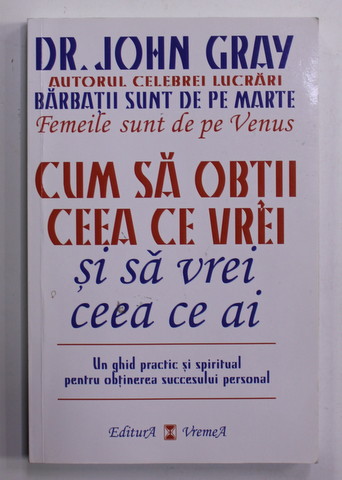 DR. JOHN GRAY
AUTORUL CELEBREI LUCRĂRI
BĂRBAȚII SUNT DE PE MARTE
Femeile sunt de pe Venus
CUM SĂ OBȚII
CEEA CE VREI
și să vrei
ceea ce ai
Un ghid practic și spiritual
pentru obținerea succesului personal
EditurA VremeA